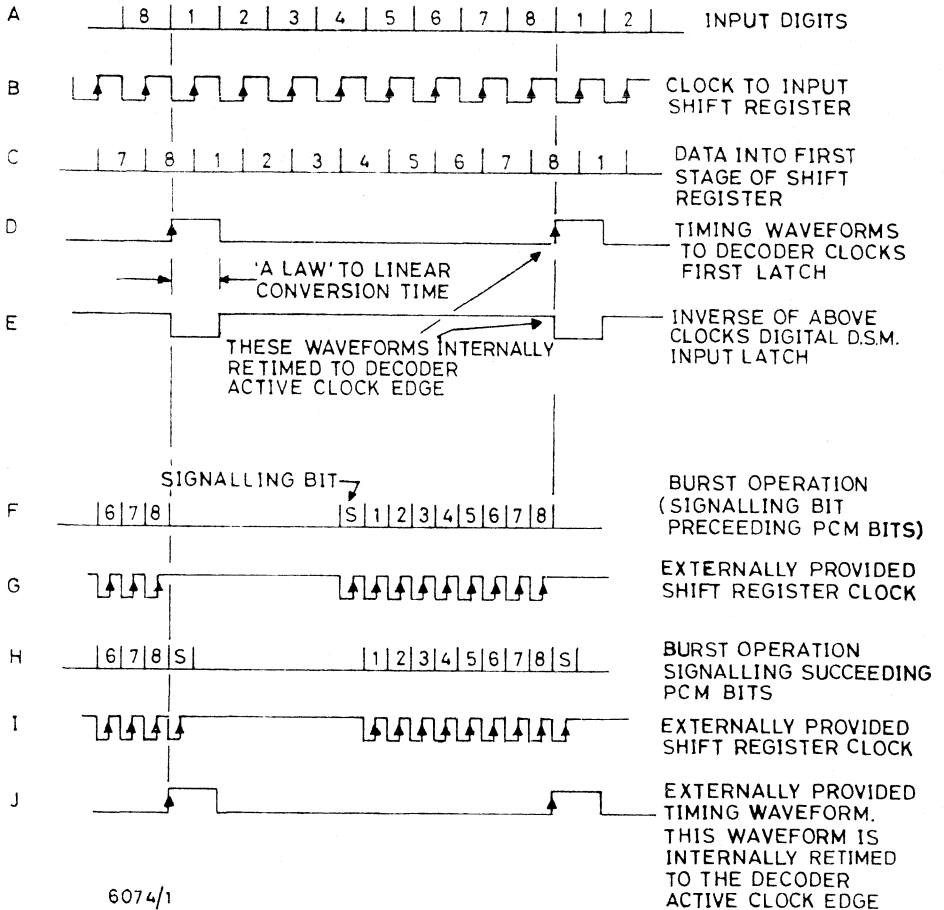 A 8 1 2 3 4 5 6 7 8 1 2 INPUT DIGITS
B CLOCK TO INPUT
SHIFT REGISTER
C 7 8 1 2 3 4 5 6 7 8 1 DATA INTO FIRST
STAGE OF SHIFT
REGISTER
D TIMING WAVEFORMS
TO DECODER CLOCKS
FIRST LATCH
'A LAW' TO LINEAR
CONVERSION TIME
E INVERSE OF ABOVE
CLOCKS DIGITAL D.S.M.
INPUT LATCH
THESE WAVEFORMS INTERNALLY
RETIMED TO DECODER
ACTIVE CLOCK EDGE
SIGNALLING BIT
F 6 7 8 S 1 2 3 4 5 6 7 8 BURST OPERATION
(SIGNALLING BIT
PRECEEDING PCM BITS)
G EXTERNALLY PROVIDED
SHIFT REGISTER CLOCK
H 6 7 8 S 1 2 3 4 5 6 7 8 S BURST OPERATION
SIGNALLING SUCCEEDING
PCM BITS
I EXTERNALLY PROVIDED
SHIFT REGISTER CLOCK
J EXTERNALLY PROVIDED
TIMING WAVEFORM.
THIS WAVEFORM IS
INTERNALLY RETIMED
TO THE DECODER
ACTIVE CLOCK EDGE
6074/1